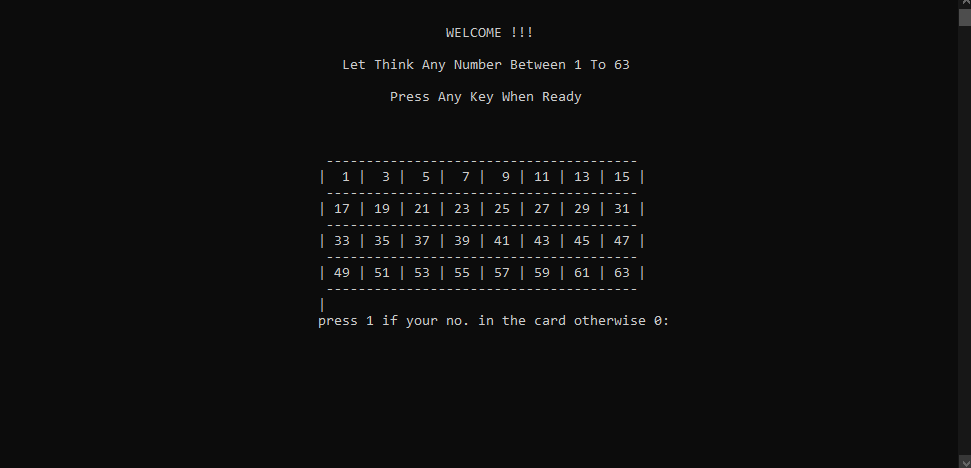 WELCOME !!!
Let Think Any Number Between 1 To 63
Press Any Key When Ready
----------------------------------------
|  1 |  3 |  5 |  7 |  9 | 11 | 13 | 15 |
----------------------------------------
| 17 | 19 | 21 | 23 | 25 | 27 | 29 | 31 |
----------------------------------------
| 33 | 35 | 37 | 39 | 41 | 43 | 45 | 47 |
----------------------------------------
| 49 | 51 | 53 | 55 | 57 | 59 | 61 | 63 |
----------------------------------------
|
press 1 if your no. in the card otherwise 0: